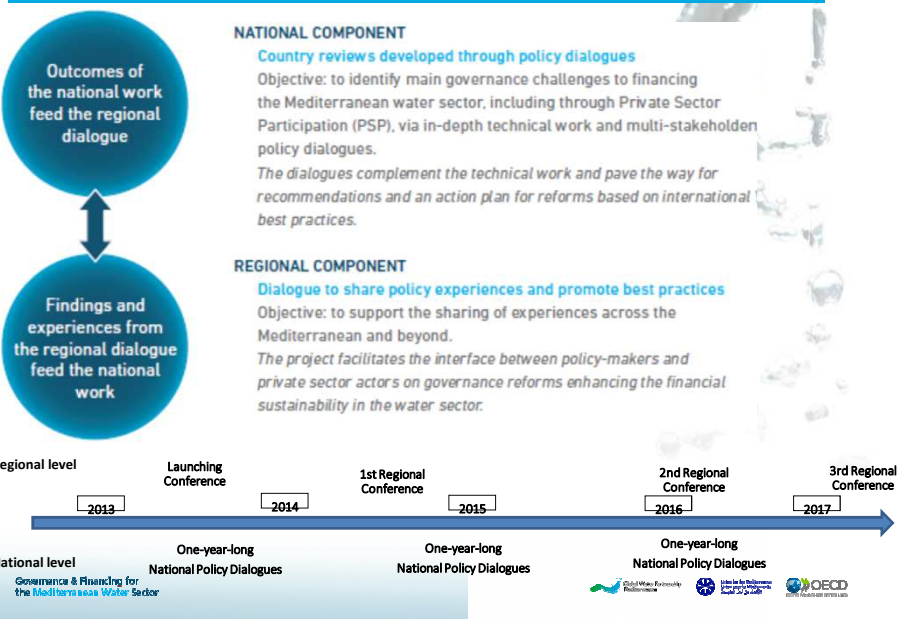 Outcomes of
the national work
feed the regional
dialogue
NATIONAL COMPONENT
Country reviews developed through policy dialogues
Objective: to identify main governance challenges to financing
the Mediterranean water sector, including through Private Sector
Participation (PSP), via in-depth technical work and multi-stakeholder
policy dialogues.
The dialogues complement the technical work and pave the way for
recommendations and an action plan for reforms based on international
best practices.
Findings and
experiences from
the regional dialogue
feed the national
work
REGIONAL COMPONENT
Dialogue to share policy experiences and promote best practices
Objective: to support the sharing of experiences across the
Mediterranean and beyond.
The project facilitates the interface between policy-makers and
private sector actors on governance reforms enhancing the financial
sustainability in the water sector.
egional level
Launching
Conference
1st Regional
Conference
2nd Regional
Conference
3rd Regional
Conference
2013
2014
2015
2016
2017
ational level
One-year-long
National Policy Dialogues
One-year-long
National Policy Dialogues
One-year-long
National Policy Dialogues
Governance & Financing for
the Mediterranean Water Sector
Global Water Partnership
Mediterranean
OECD